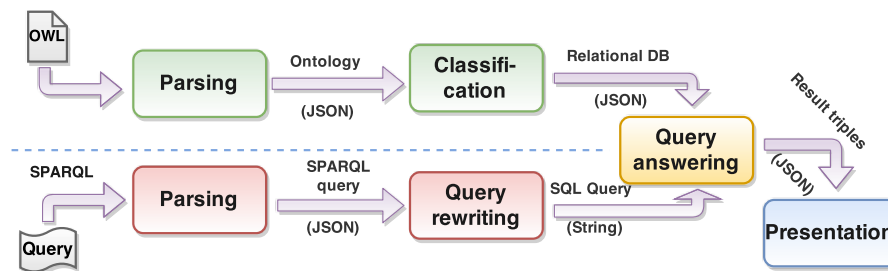 OWL
Parsing
Ontology
(JSON)
Classifi-
cation
Relational DB
(JSON)
Query
answering
Result triples
(JSON)
Presentation
SPARQL
Query
Parsing
SPARQL
query
(JSON)
Query
rewriting
SQL Query
(String)